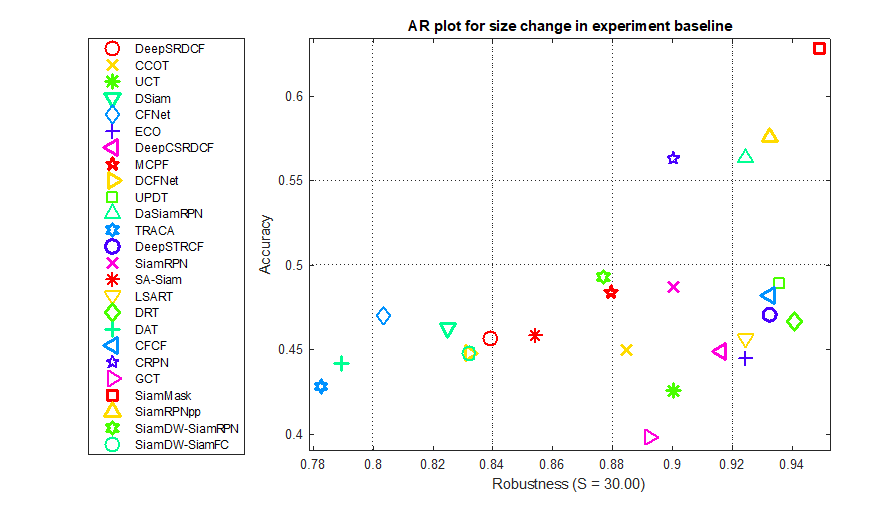 AR plot for size change in experiment baseline
DeepSRDCF
CCOT
UCT
DSiam
CFNet
ECO
DeepCSRDCF
MCPF
DCFNet
UPDT
DaSiamRPN
TRACA
DeepSTRCF
SiamRPN
SA-Siam
LSART
DRT
DAT
CFCF
CRPN
GCT
SiamMask
SiamRPNpp
SiamDW-SiamRPN
SiamDW-SiamFC
Accuracy
0.6
0.55
0.5
0.45
0.4
0.78 0.8 0.82 0.84 0.86 0.88 0.9 0.92 0.94
Robustness (S = 30.00)